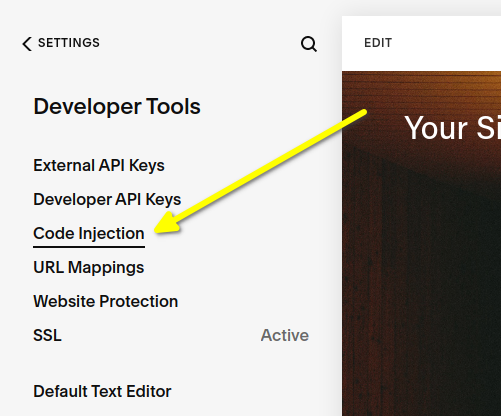 SETTINGS
EDIT
Developer Tools
Your Si
External API Keys
Developer API Keys
Code Injection
URL Mappings
Website Protection
SSL Active
Default Text Editor